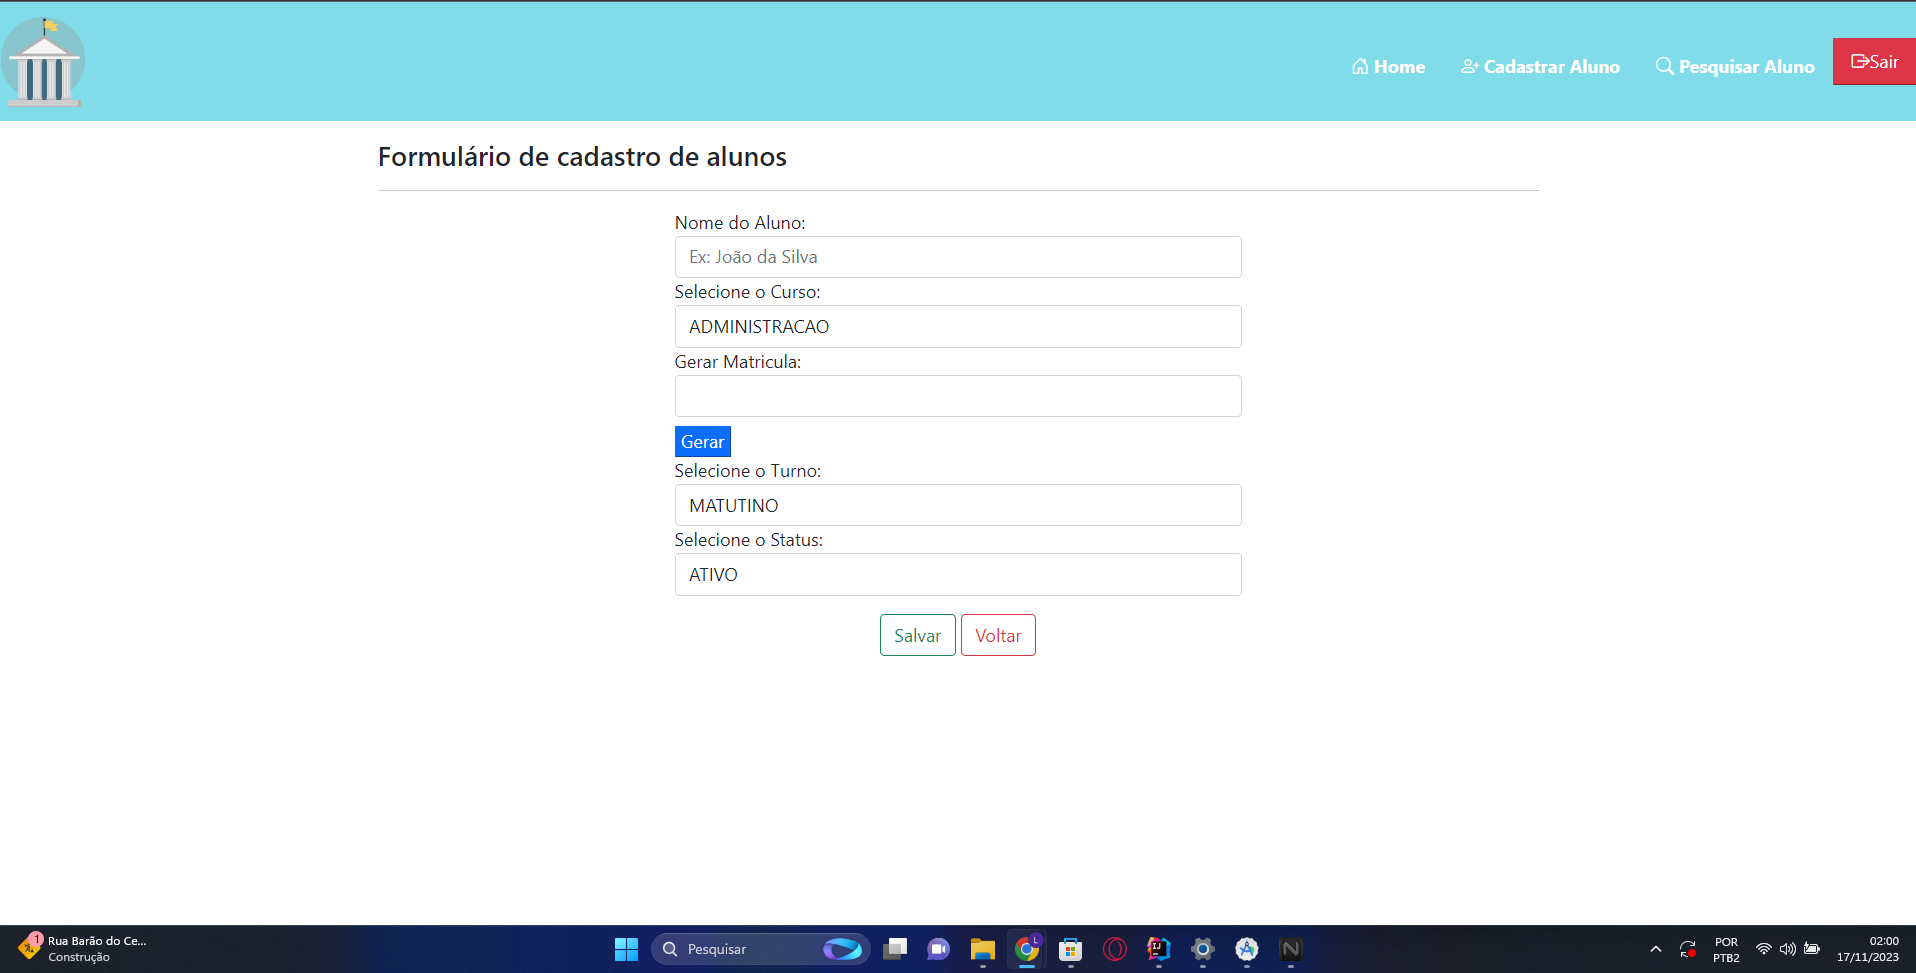 Home
Cadastrar Aluno
Pesquisar Aluno
Sair
Formulário de cadastro de alunos
Nome do Aluno:
Ex: João da Silva
Selecione o Curso:
ADMINISTRACAO
Gerar Matricula:
Gerar
Selecione o Turno:
MATUTINO
Selecione o Status:
ATIVO
Salvar
Voltar
1
Rua Barão do Ce...
Construção
Pesquisar
L
IJ
N
POR
PTB2
02:00
17/11/2023